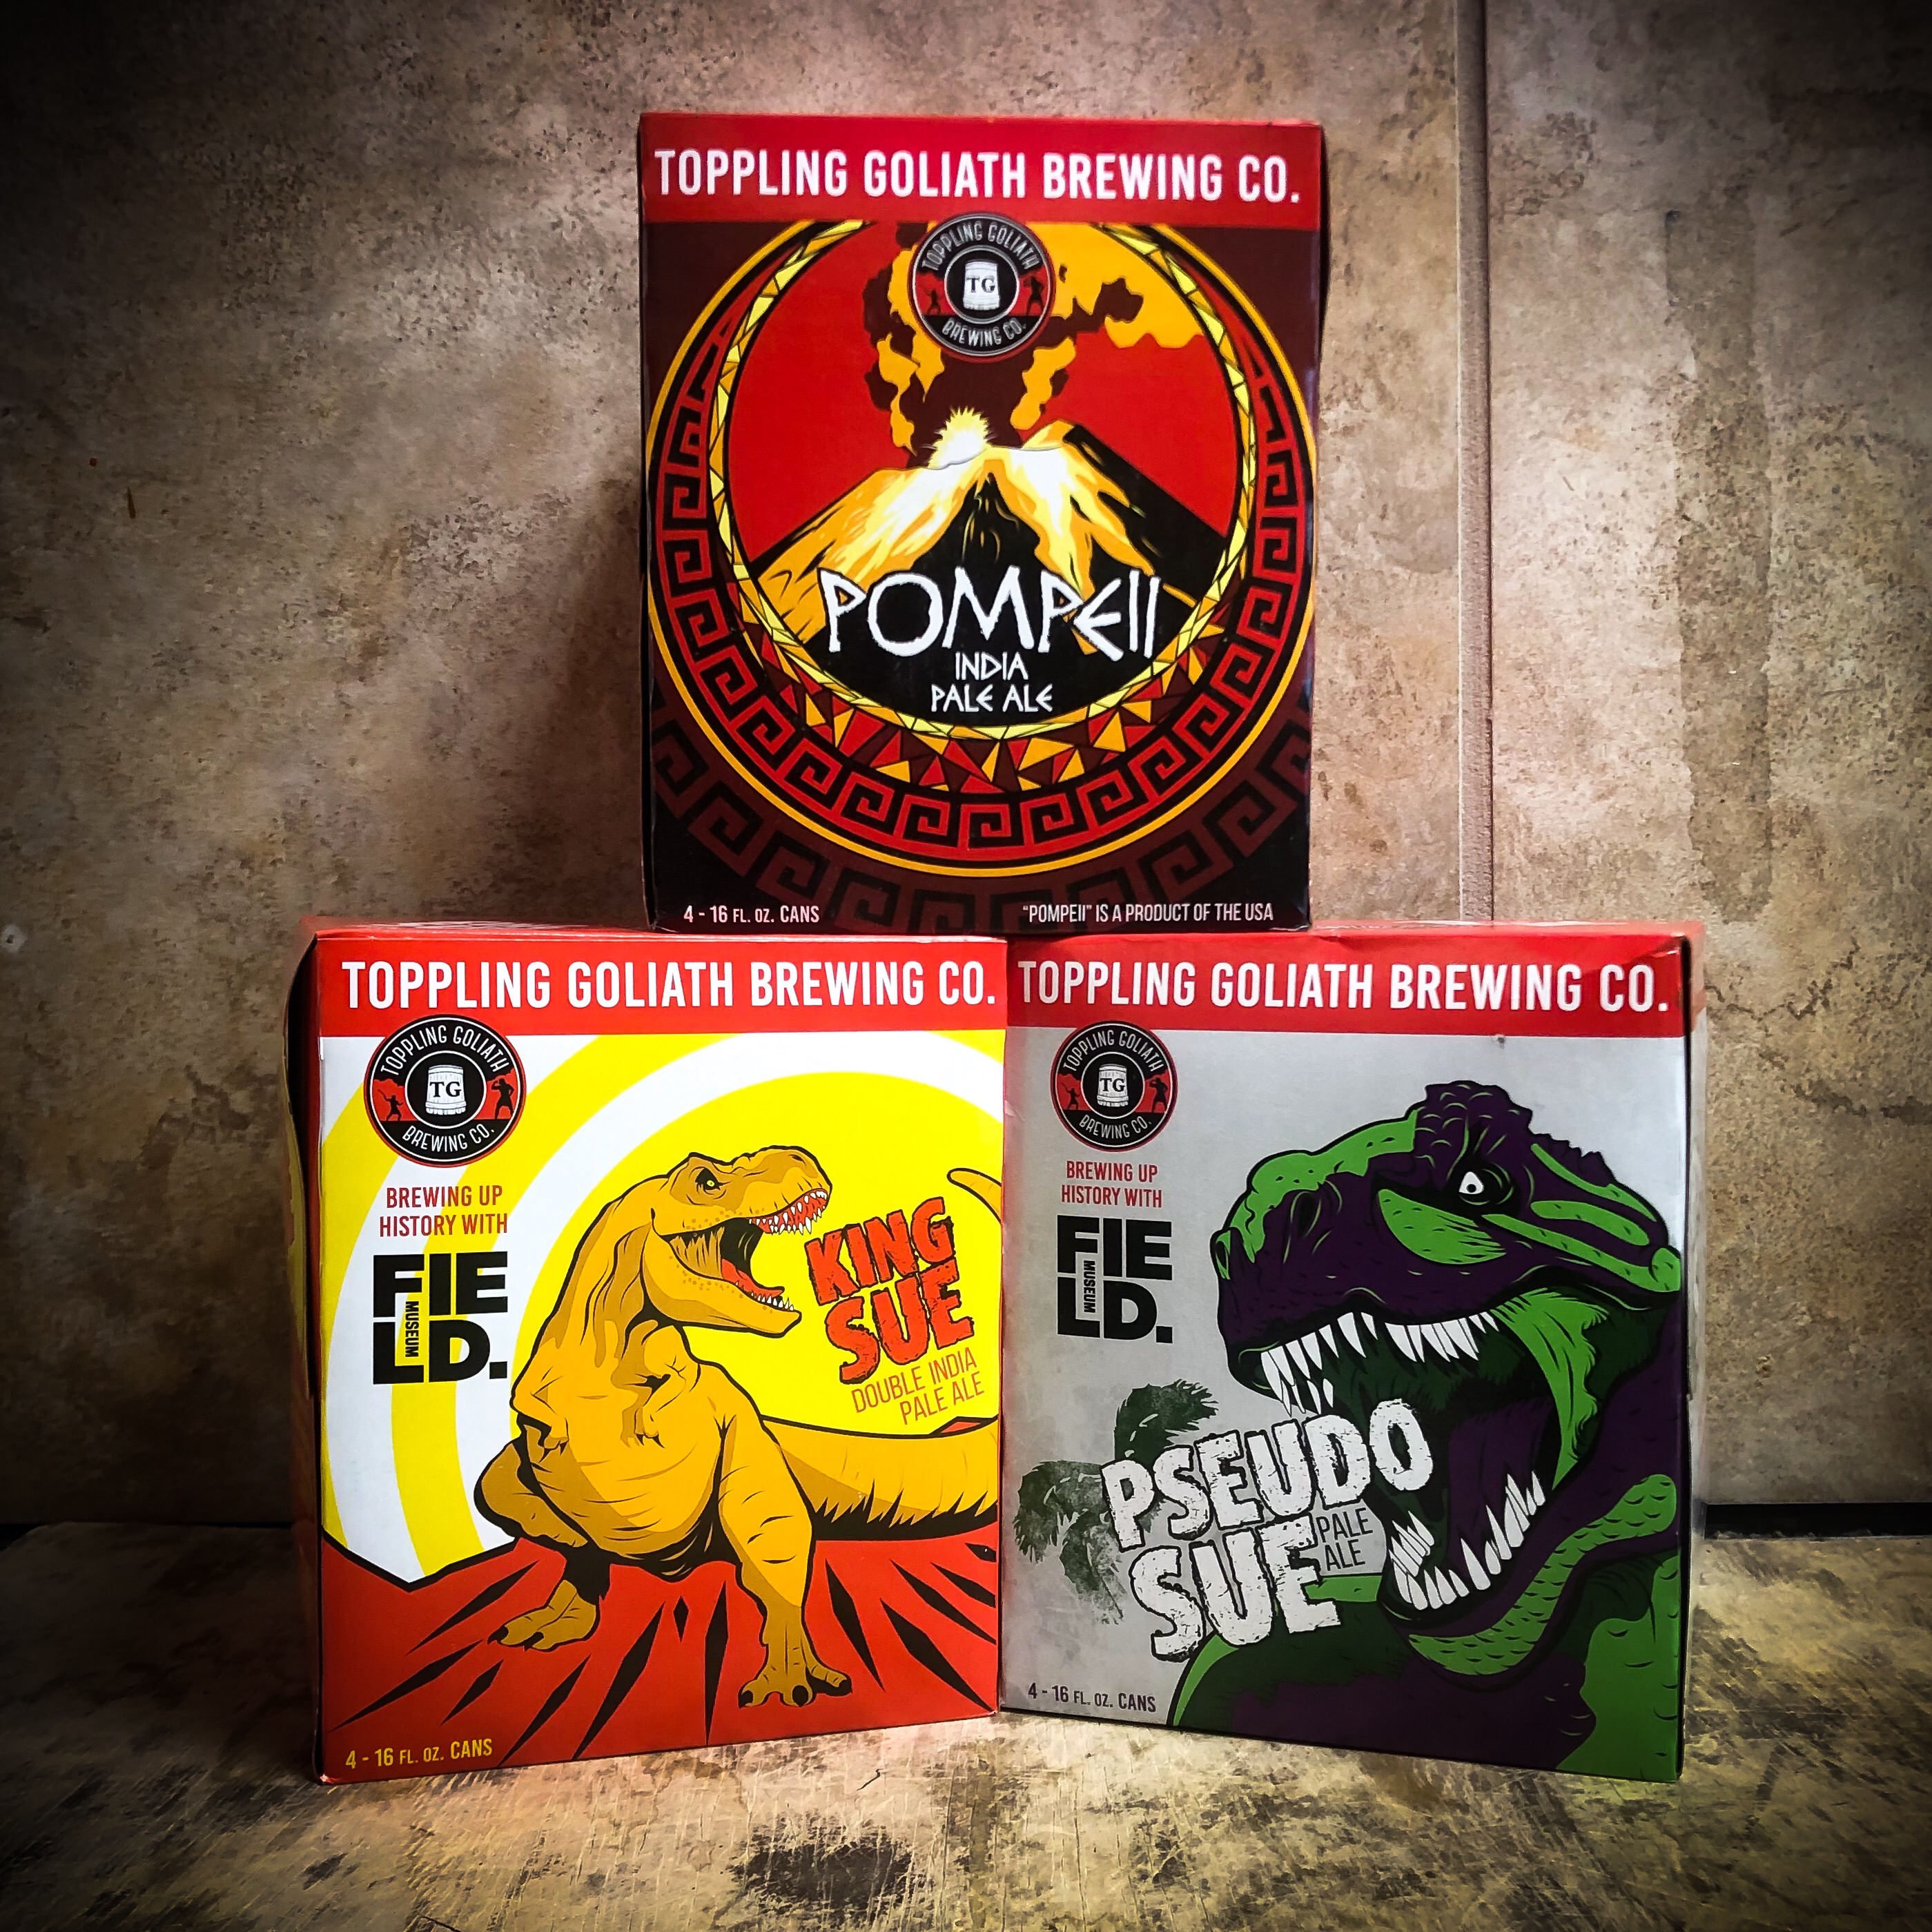 TOPPLING GOLIATH BREWING CO.
TOPPLING GOLIATH
TG
BREWING CO.
POMPEII
INDIA
PALE ALE
4 - 16 FL. OZ. CANS
"POMPEII" IS A PRODUCT OF THE USA
TOPPLING GOLIATH BREWING CO.
TOPPLING GOLIATH
TG
BREWING CO.
BREWING UP
HISTORY WITH
FIE
MUSEUM
LD.
KING
SUE
DOUBLE INDIA
PALE ALE
4 - 16 FL. OZ. CANS
TOPPLING GOLIATH BREWING CO.
TOPPLING GOLIATH
TG
BREWING CO.
BREWING UP
HISTORY WITH
FIE
MUSEUM
LD.
PSEUDO
SUE
PALE
ALE
4 - 16 FL. OZ. CANS